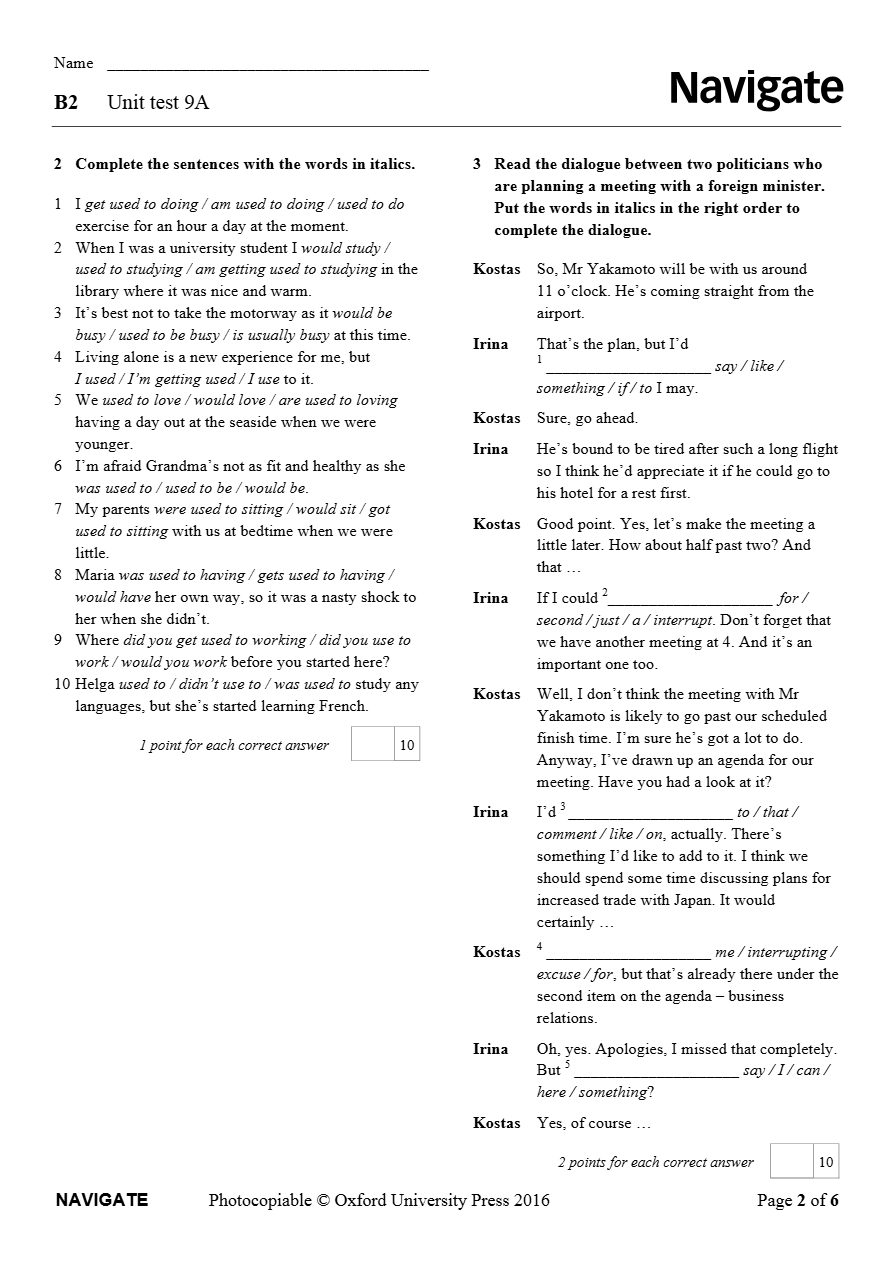 Name ________________________________________
Navigate
B2 Unit test 9A
2 Complete the sentences with the words in italics.
1 I get used to doing / am used to doing / used to do
exercise for an hour a day at the moment.
2 When I was a university student I would study /
used to studying / am getting used to studying in the
library where it was nice and warm.
3 It's best not to take the motorway as it would be
busy / used to be busy / is usually busy at this time.
4 Living alone is a new experience for me, but
I used / I'm getting used / I use to it.
5 We used to love / would love / are used to loving
having a day out at the seaside when we were
younger.
6 I'm afraid Grandma's not as fit and healthy as she
was used to / used to be / would be.
7 My parents were used to sitting / would sit / got
used to sitting with us at bedtime when we were
little.
8 Maria was used to having / gets used to having /
would have her own way, so it was a nasty shock to
her when she didn't.
9 Where did you get used to working / did you use to
work / would you work before you started here?
10 Helga used to / didn't use to / was used to study any
languages, but she's started learning French.
1 point for each correct answer 10
3 Read the dialogue between two politicians who
are planning a meeting with a foreign minister.
Put the words in italics in the right order to
complete the dialogue.
Kostas So, Mr Yakamoto will be with us around
11 o'clock. He's coming straight from the
airport.
Irina That's the plan, but I'd
1 ____________________ say / like /
something / if / to I may.
Kostas Sure, go ahead.
Irina He's bound to be tired after such a long flight
so I think he'd appreciate it if he could go to
his hotel for a rest first.
Kostas Good point. Yes, let's make the meeting a
little later. How about half past two? And
that …
Irina If I could 2____________________ for /
second / just / a / interrupt. Don't forget that
we have another meeting at 4. And it's an
important one too.
Kostas Well, I don't think the meeting with Mr
Yakamoto is likely to go past our scheduled
finish time. I'm sure he's got a lot to do.
Anyway, I've drawn up an agenda for our
meeting. Have you had a look at it?
Irina I'd 3 ____________________ to / that /
comment / like / on, actually. There's
something I'd like to add to it. I think we
should spend some time discussing plans for
increased trade with Japan. It would
certainly …
Kostas 4 ____________________ me / interrupting /
excuse / for, but that's already there under the
second item on the agenda – business
relations.
Irina Oh, yes. Apologies, I missed that completely.
But 5 ____________________ say / I / can /
here / something?
Kostas Yes, of course …
2 points for each correct answer 10
NAVIGATE Photocopiable © Oxford University Press 2016 Page 2 of 6